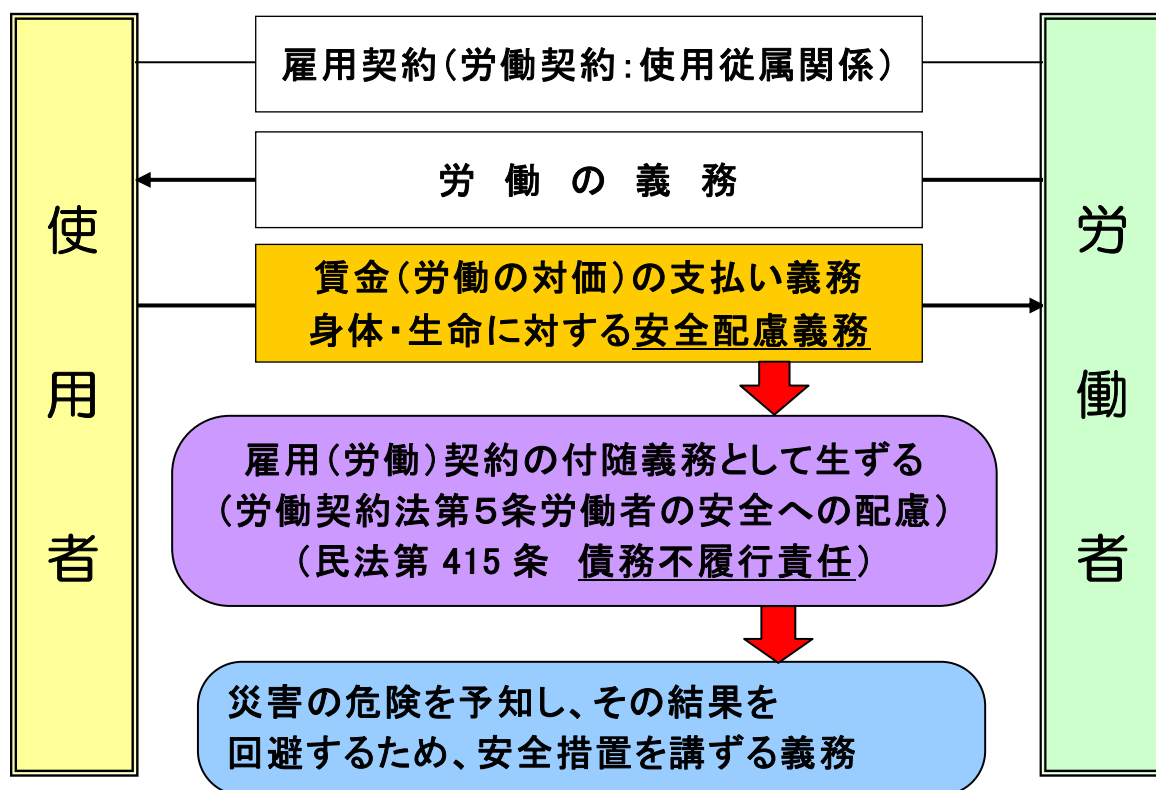 使用者
雇用契約（労働契約：使用従属関係）
労働の義務
賃金（労働の対価）の支払い義務
身体・生命に対する安全配慮義務
雇用（労働）契約の付随義務として生ずる
（労働契約法第５条労働者の安全への配慮）
（民法第 415 条　債務不履行責任）
災害の危険を予知し、その結果を
回避するため、安全措置を講ずる義務
労働者